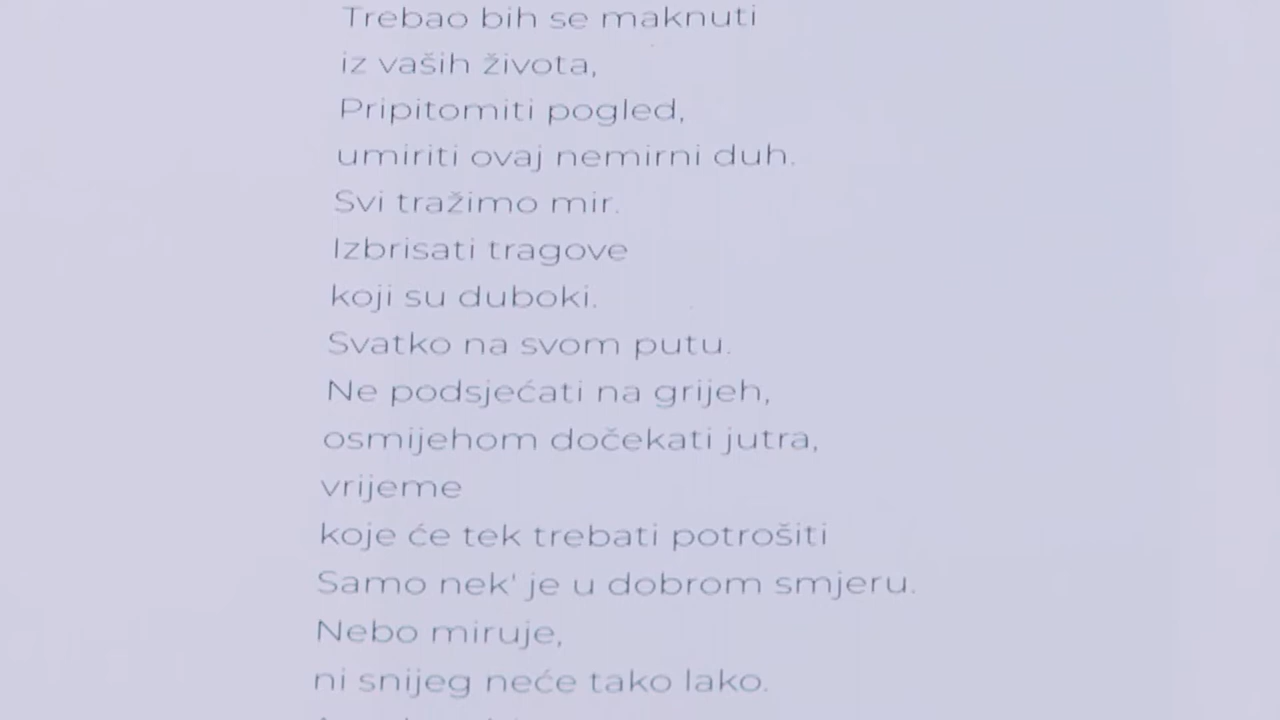 Trebao bih se maknuti
iz vaših života,
Pripitomiti pogled,
umiriti ovaj nemirni duh.
Svi tražimo mir.
Izbrisati tragove
koji su duboki.
Svatko na svom putu.
Ne podsjećati na grijeh,
osmijehom dočekati jutra,
vrijeme
koje će tek trebati potrošiti
Samo nek' je u dobrom smjeru.
Nebo miruje,
ni snijeg neće tako lako.